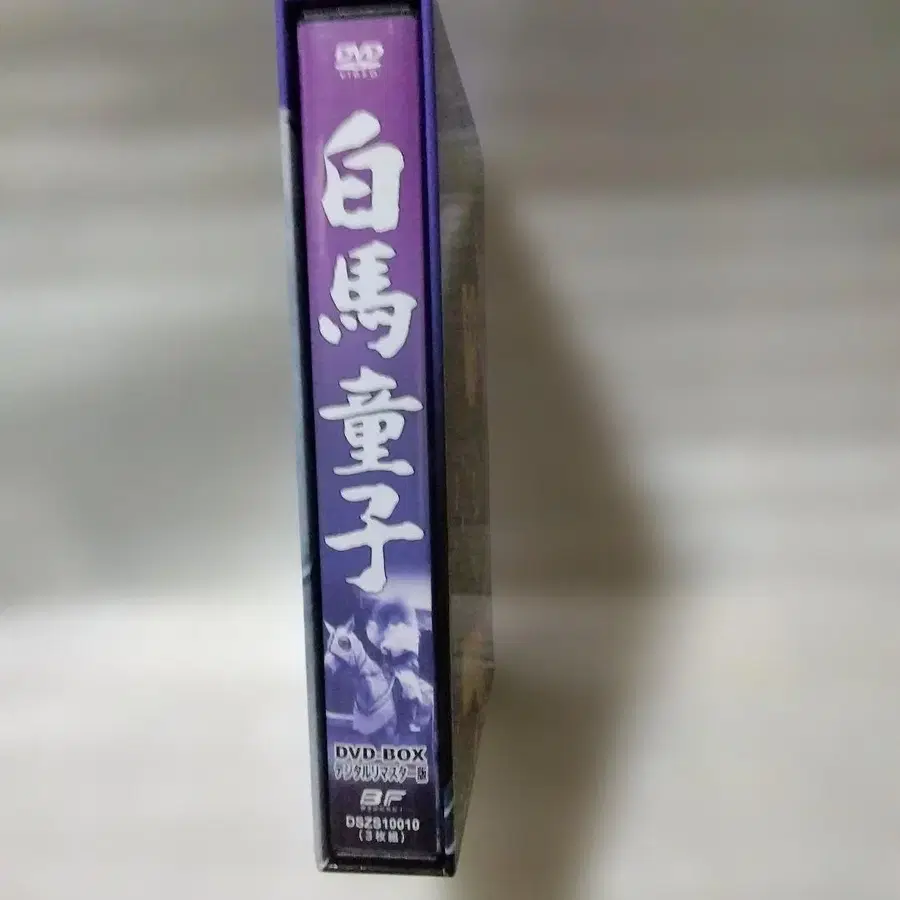 DVD
VIDEO
白馬童子
DVD-BOX
デジタルリマスター版
BF
DSZS10010
(3枚組)